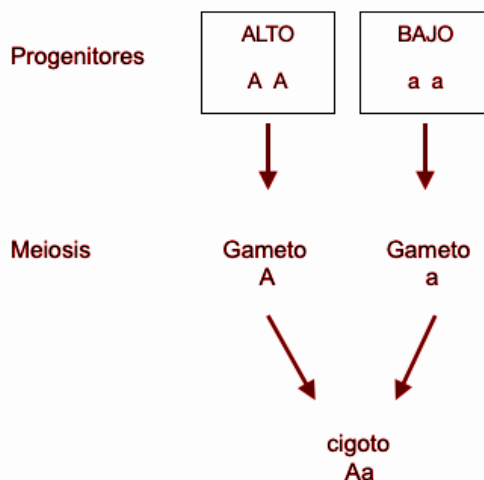 ALTO BAJO
Progenitores
A A a a
Meiosis Gameto Gameto
A a
cigoto
Aa